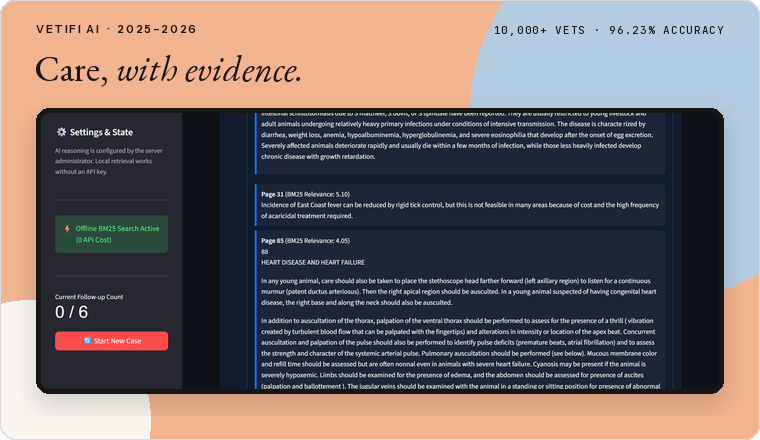 VETIFI AI · 2025–2026
10,000+ VETS · 96.23% ACCURACY
Care, with evidence.
Settings & State
AI reasoning is configured by the server
administrator. Local retrieval works
without an API key.
Offline BM25 Search Active
(0 API Cost)
Current Follow-up Count
0 / 6
Start New Case
adult animals undergoing relatively heavy primary infections under conditions of intensive transmission. The disease is characte rized by
diarrhea, weight loss, anemia, hypoalbuminemia, hyperglobulinemia, and severe eosinophilia that develop after the onset of egg excretion.
Severely affected animals deteriorate rapidly and usually die within a few months of infection, while those less heavily infected develop
chronic disease with growth retardation.
Page 31 (BM25 Relevance: 5.10)
Incidence of East Coast fever can be reduced by rigid tick control, but this is not feasible in many areas because of cost and the high frequency
of acaricidal treatment required.
Page 85 (BM25 Relevance: 4.05)
88
HEART DISEASE AND HEART FAILURE
In any young animal, care should also be taken to place the stethoscope head farther forward (left axillary region) to listen for a continuous
murmur (patent ductus arteriosus). Then the right apical region should be ausculted. In a young animal suspected of having congenital heart
disease, the right base and along the neck should also be ausculted.
In addition to auscultation of the thorax, palpation of the ventral thorax should be performed to assess for the presence of a thrill ( vibration
created by turbulent blood flow that can be palpated with the fingertips) and alterations in intensity or location of the apex beat. Concurrent
auscultation and palpation of the pulse should also be performed to identify pulse deficits (premature beats, atrial fibrillation) and to assess
the strength and character of the systemic arterial pulse. Pulmonary auscultation should be performed (see below). Mucous membrane color
and refill time should be assessed but are often nonnal even in animals with severe heart failure. Cyanosis may be present if the animal is
severely hypoxemic. Limbs should be examined for the presence of edema, and the abdomen should be assessed for presence of ascites
(palpation and ballottement ). The jugular veins should be examined with the animal in a standing or sitting position for presence of abnormal